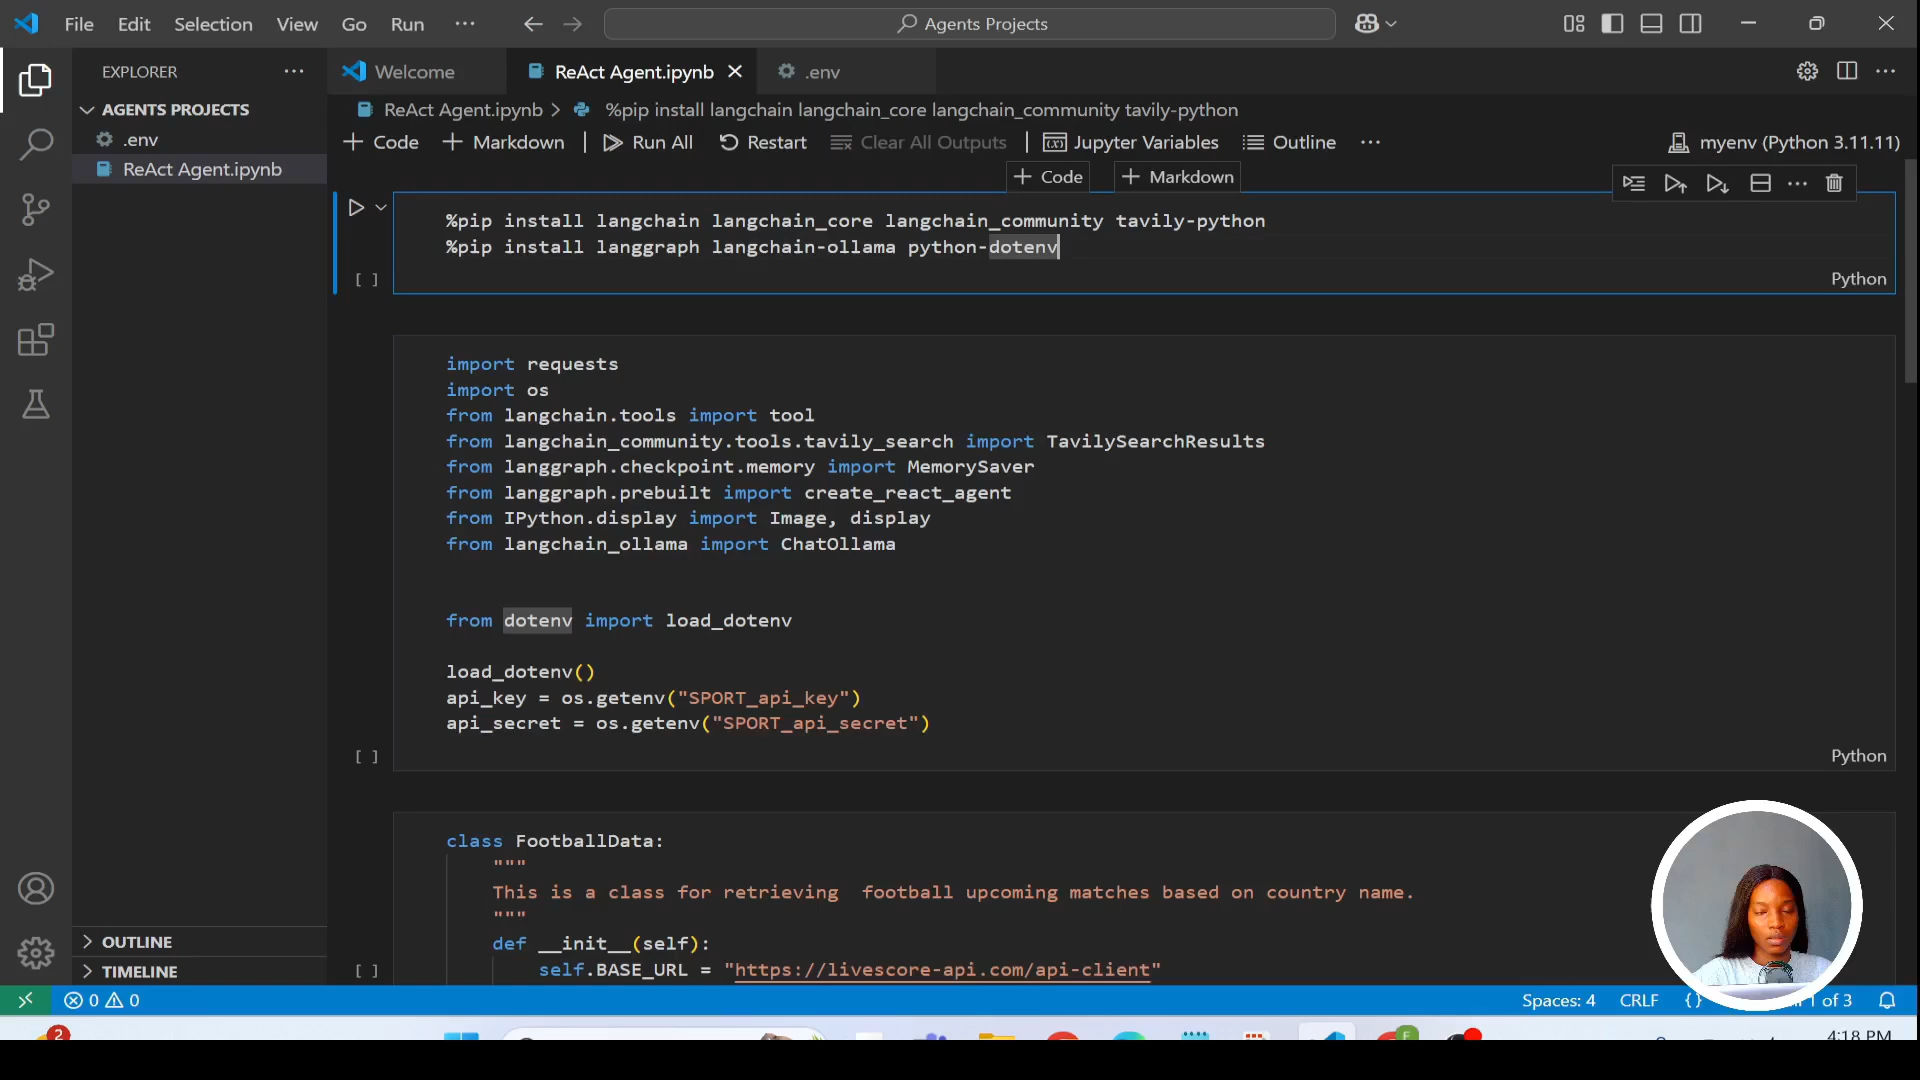 File Edit Selection View Go Run ··· Agents Projects
EXPLORER ···
Welcome ReAct Agent.ipynb .env
AGENTS PROJECTS
.env
ReAct Agent.ipynb
ReAct Agent.ipynb > %pip install langchain langchain_core langchain_community tavily-python
+ Code + Markdown Run All Restart Clear All Outputs Jupyter Variables Outline ··· myenv (Python 3.11.11)
+ Code + Markdown
%pip install langchain langchain_core langchain_community tavily-python
%pip install langgraph langchain-ollama python-dotenv
[ ] Python
import requests
import os
from langchain.tools import tool
from langchain_community.tools.tavily_search import TavilySearchResults
from langgraph.checkpoint.memory import MemorySaver
from langgraph.prebuilt import create_react_agent
from IPython.display import Image, display
from langchain_ollama import ChatOllama
from dotenv import load_dotenv
load_dotenv()
api_key = os.getenv("SPORT_api_key")
api_secret = os.getenv("SPORT_api_secret")
[ ] Python
class FootballData:
"""
This is a class for retrieving  football upcoming matches based on country name.
"""
def __init__(self):
self.BASE_URL = "https://livescore-api.com/api-client"
[ ]
OUTLINE
TIMELINE
0 0 Spaces: 4 CRLF { } 1 of 3
2 4:18 PM